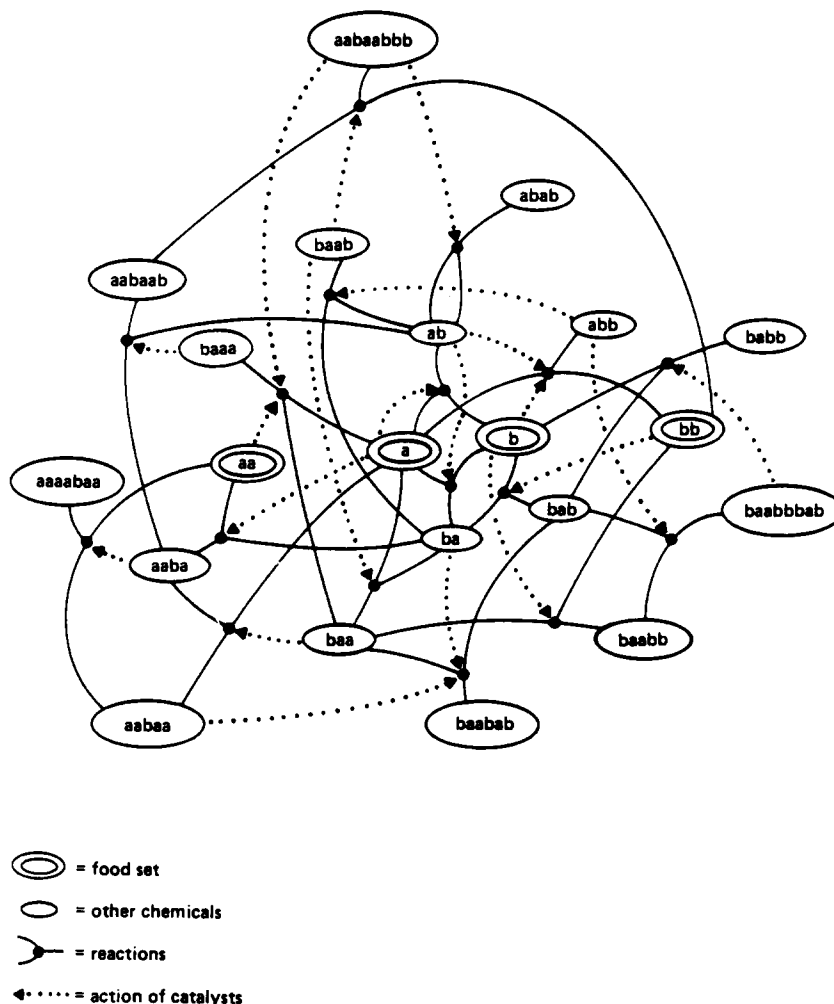 aabaabbb
abab
baab
aabaab
ab
abb
babb
baaa
aa
a
b
bb
aaaabaa
bab
baabbbab
aaba
ba
baa
baabb
aabaa
baabab
= food set
= other chemicals
= reactions
= action of catalysts